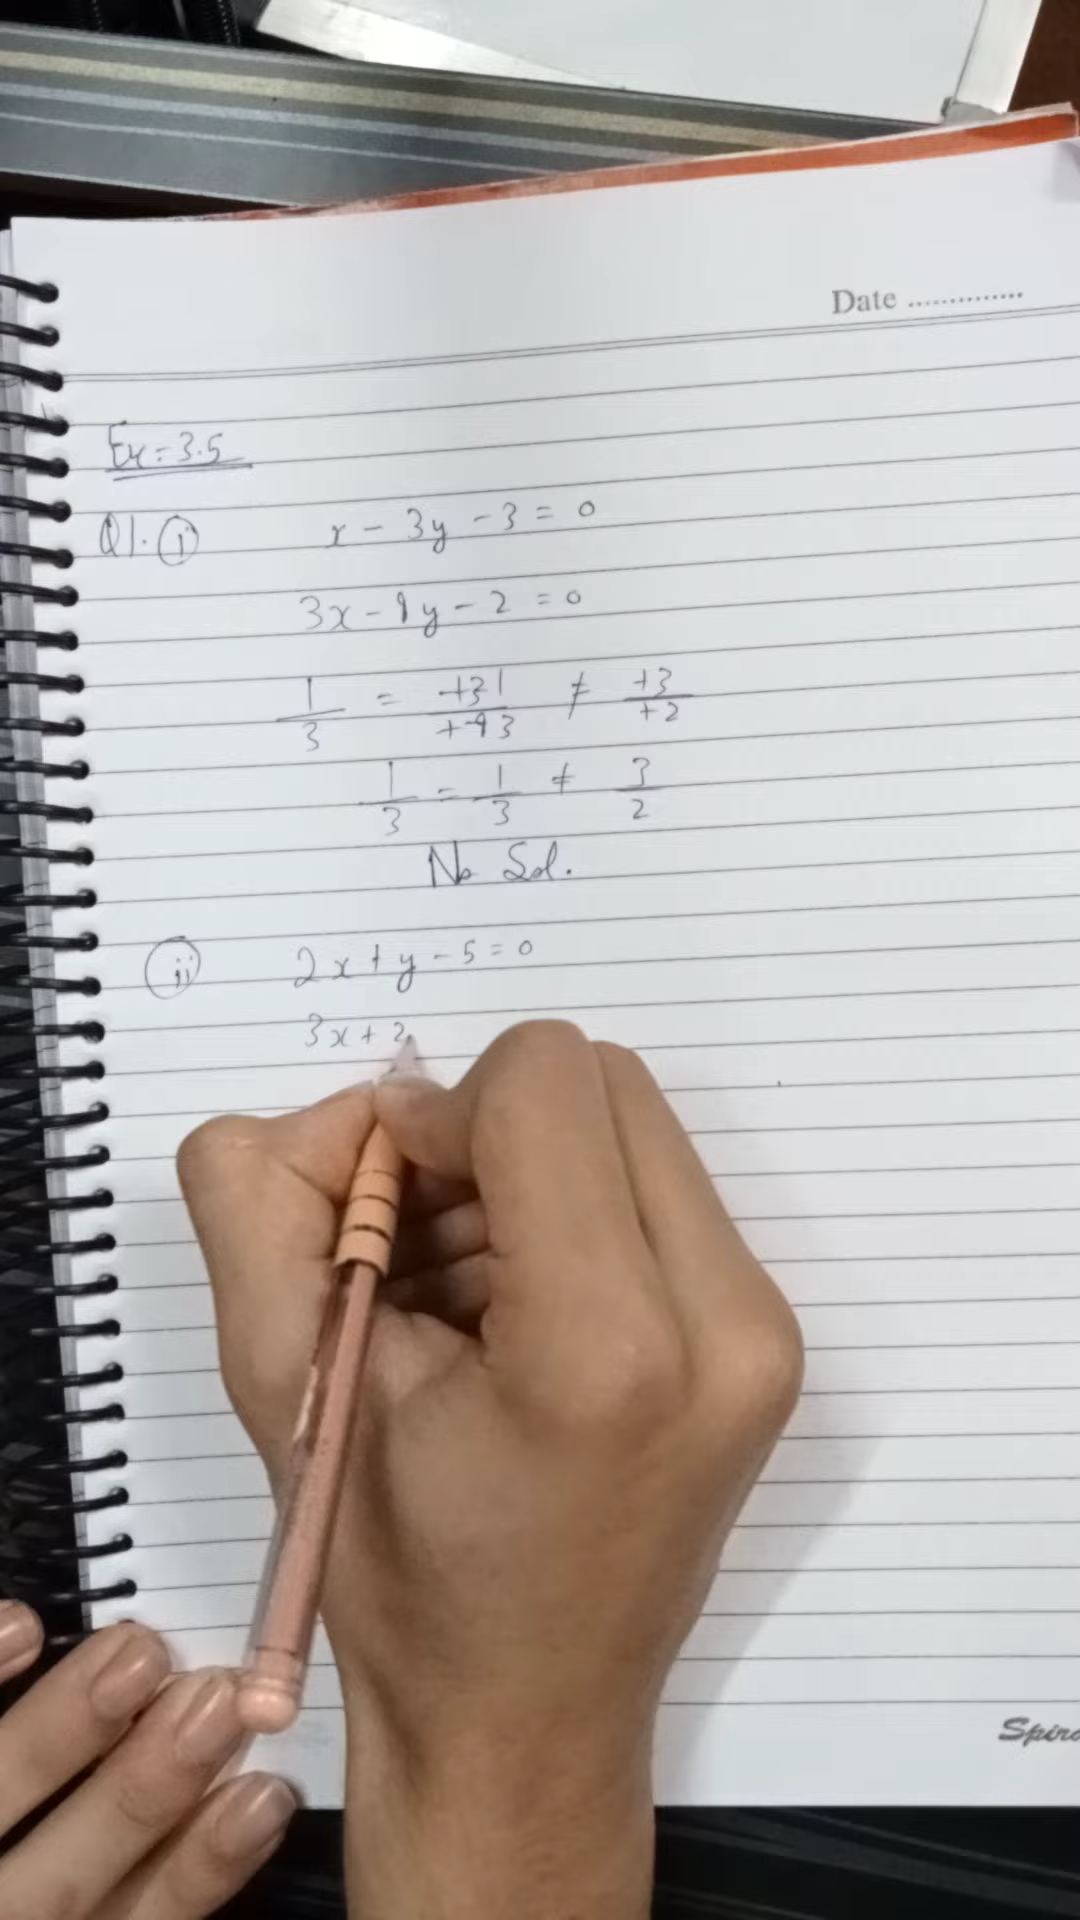 Date ..............
Ex = 3.5
Q1. (i) x - 3y - 3 = 0
3x - 9y - 2 = 0
1/3 = +3 1/+9 3 ≠ +3/+2
1/3 = 1/3 ≠ 3/2
No Sol.
(ii) 2x + y - 5 = 0
3x + 2